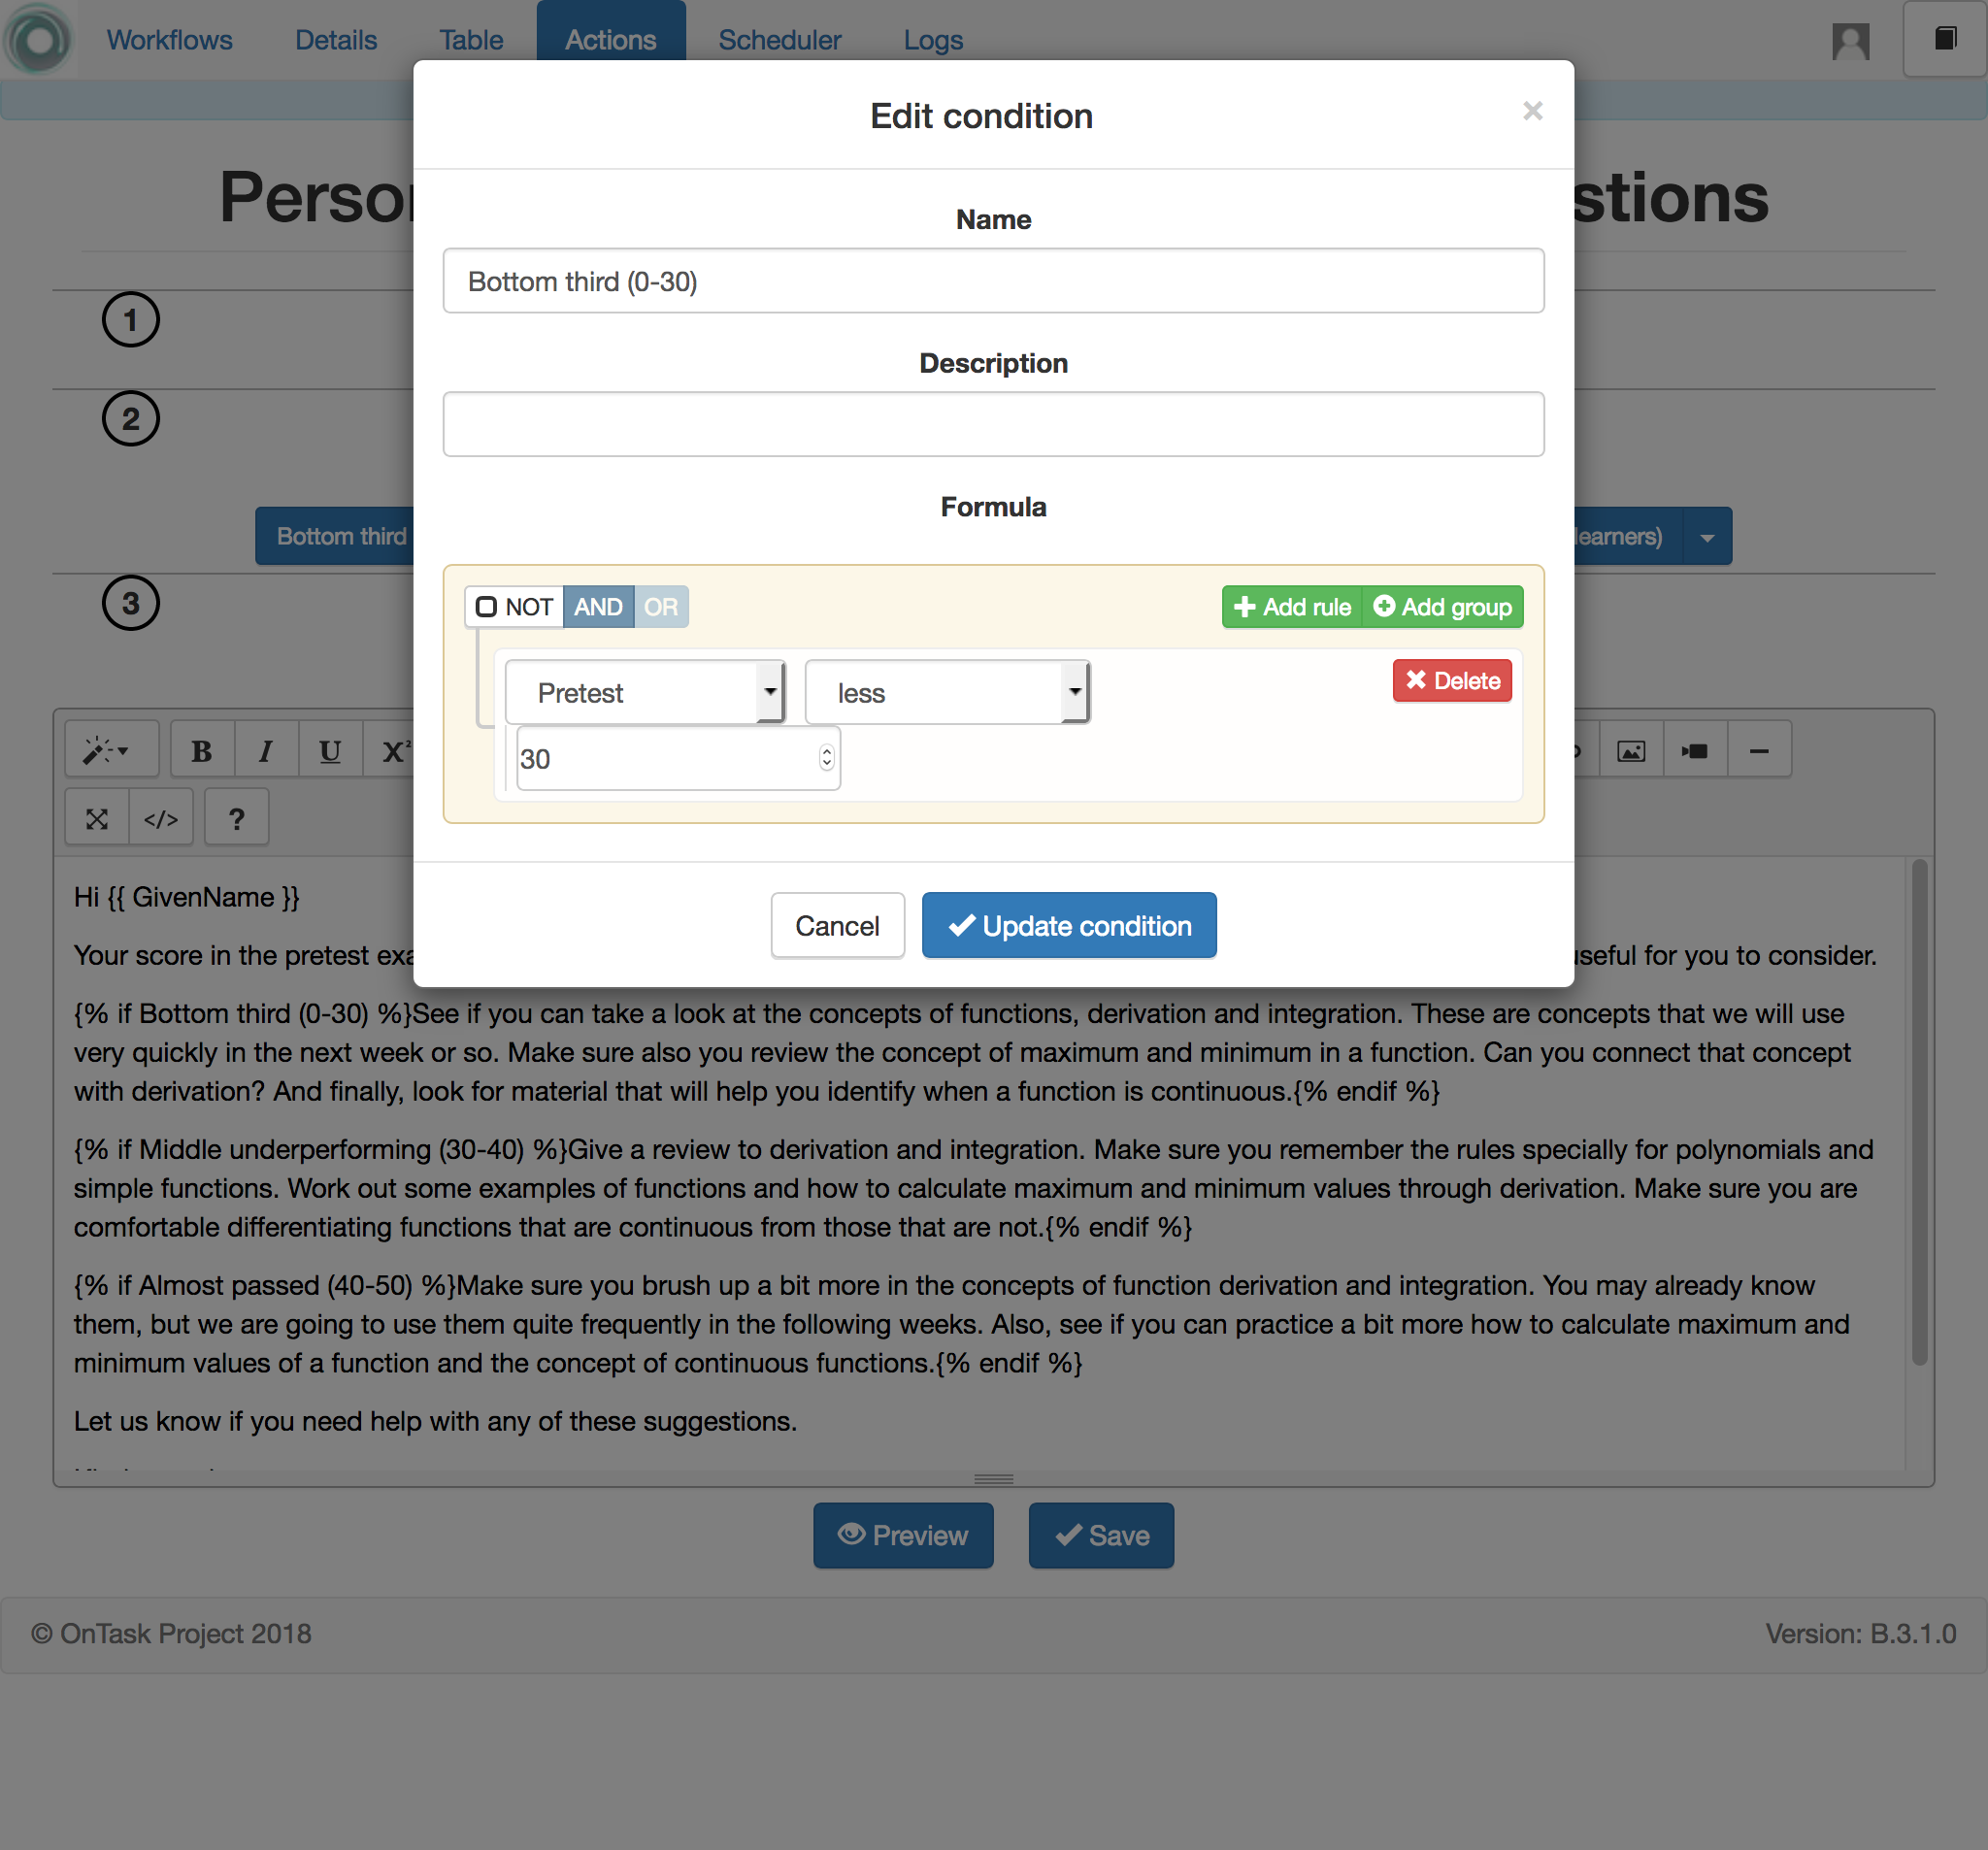 Workflows Details Table Actions Scheduler Logs
Edit condition ×
Name
Bottom third (0-30)
Description
Formula
Bottom third
learners)
1
2
3
NOT AND OR Add rule Add group
Pretest less Delete
30
B I U X²
</> ?
Cancel Update condition
Hi {{ GivenName }}
Your score in the pretest useful for you to consider.
{% if Bottom third (0-30) %}See if you can take a look at the concepts of functions, derivation and integration. These are concepts that we will use
very quickly in the next week or so. Make sure also you review the concept of maximum and minimum in a function. Can you connect that concept
with derivation? And finally, look for material that will help you identify when a function is continuous.{% endif %}
{% if Middle underperforming (30-40) %}Give a review to derivation and integration. Make sure you remember the rules specially for polynomials and
simple functions. Work out some examples of functions and how to calculate maximum and minimum values through derivation. Make sure you are
comfortable differentiating functions that are continuous from those that are not.{% endif %}
{% if Almost passed (40-50) %}Make sure you brush up a bit more in the concepts of function derivation and integration. You may already know
them, but we are going to use them quite frequently in the following weeks. Also, see if you can practice a bit more how to calculate maximum and
minimum values of a function and the concept of continuous functions.{% endif %}
Let us know if you need help with any of these suggestions.
Preview Save
© OnTask Project 2018 Version: B.3.1.0